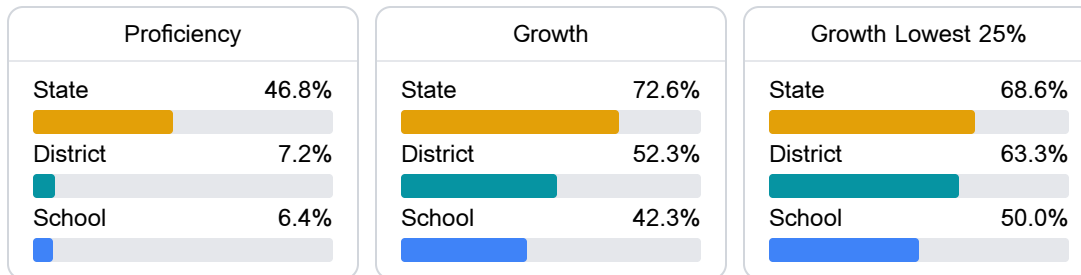 Proficiency
State 46.8%
District 7.2%
School 6.4%
Growth
State 72.6%
District 52.3%
School 42.3%
Growth Lowest 25%
State 68.6%
District 63.3%
School 50.0%